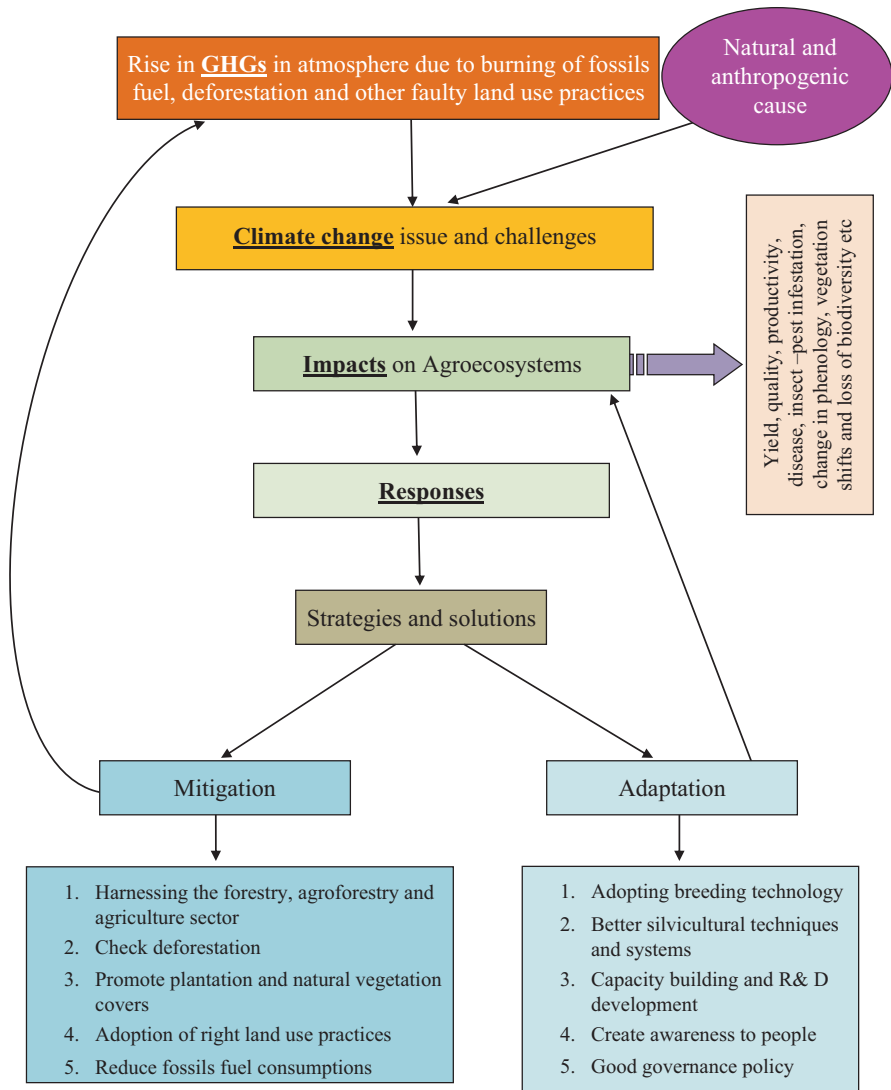 Rise in GHGs in atmosphere due to burning of fossils
fuel, deforestation and other faulty land use practices
Natural and
anthropogenic
cause
Climate change issue and challenges
Impacts on Agroecosystems
Yield, quality, productivity,
disease, insect –pest infestation,
change in phenology, vegetation
shifts and loss of biodiversity etc
Responses
Strategies and solutions
Mitigation
Adaptation
1. Harnessing the forestry, agroforestry and
agriculture sector
2. Check deforestation
3. Promote plantation and natural vegetation
covers
4. Adoption of right land use practices
5. Reduce fossils fuel consumptions
1. Adopting breeding technology
2. Better silvicultural techniques
and systems
3. Capacity building and R& D
development
4. Create awareness to people
5. Good governance policy